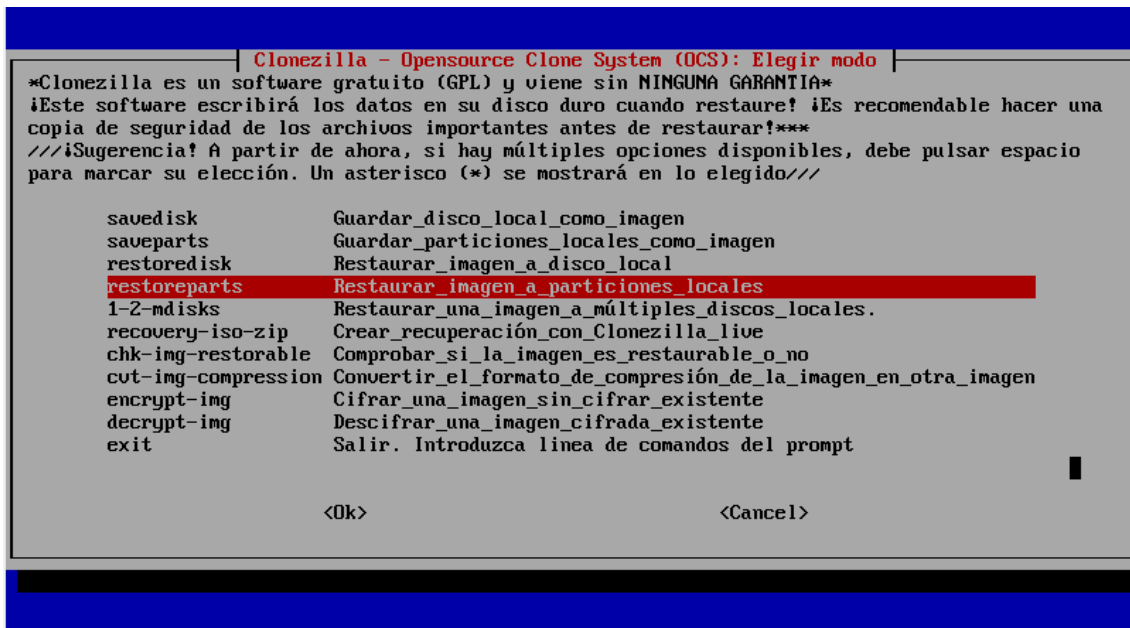 Clonezilla - Opensource Clone System (OCS): Elegir modo
*Clonezilla es un software gratuito (GPL) y viene sin NINGUNA GARANTIA*
¡Este software escribirá los datos en su disco duro cuando restaure! ¡Es recomendable hacer una
copia de seguridad de los archivos importantes antes de restaurar!***
///¡Sugerencia! A partir de ahora, si hay múltiples opciones disponibles, debe pulsar espacio
para marcar su elección. Un asterisco (*) se mostrará en lo elegido///
savedisk Guardar_disco_local_como_imagen
saveparts Guardar_particiones_locales_como_imagen
restoredisk Restaurar_imagen_a_disco_local
restoreparts Restaurar_imagen_a_particiones_locales
1-2-mdisks Restaurar_una_imagen_a_múltiples_discos_locales.
recovery-iso-zip Crear_recuperación_con_Clonezilla_live
chk-img-restorable Comprobar_si_la_imagen_es_restaurable_o_no
cvt-img-compression Convertir_el_formato_de_compresión_de_la_imagen_en_otra_imagen
encrypt-img Cifrar_una_imagen_sin_cifrar_existente
decrypt-img Descifrar_una_imagen_cifrada_existente
exit Salir. Introduzca linea de comandos del prompt
<Ok> <Cancel>